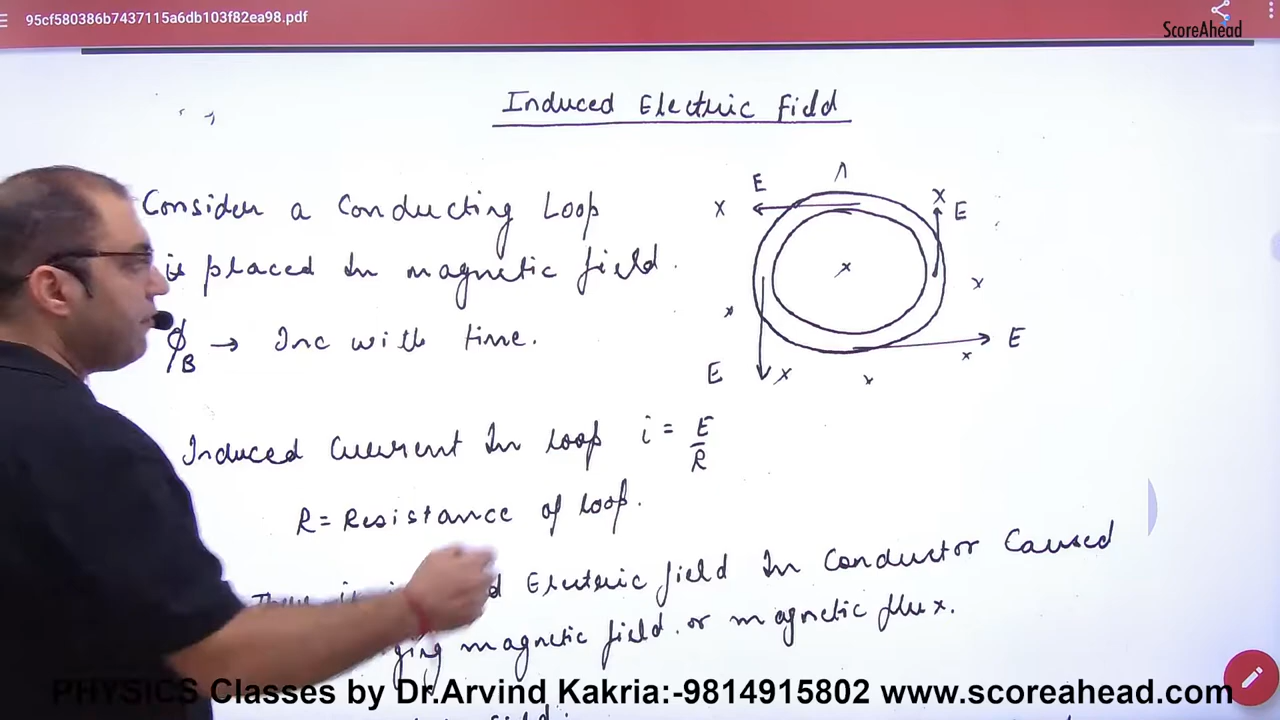 95cf580386b7437115a6db103f82ea98.pdf
ScoreAhead
Induced Electric Field
Consider a Conducting Loop
is placed In magnetic field.
ϕB → Inc with time.
E
X
X
E
x
x
x
E
X
x
x
E
Induced Current In loop i = E/R
R = Resistance of loop.
Electric field In Conductor Caused
magnetic field. or magnetic flux.
PHYSICS Classes by Dr.Arvind Kakria:-9814915802 www.scoreahead.com